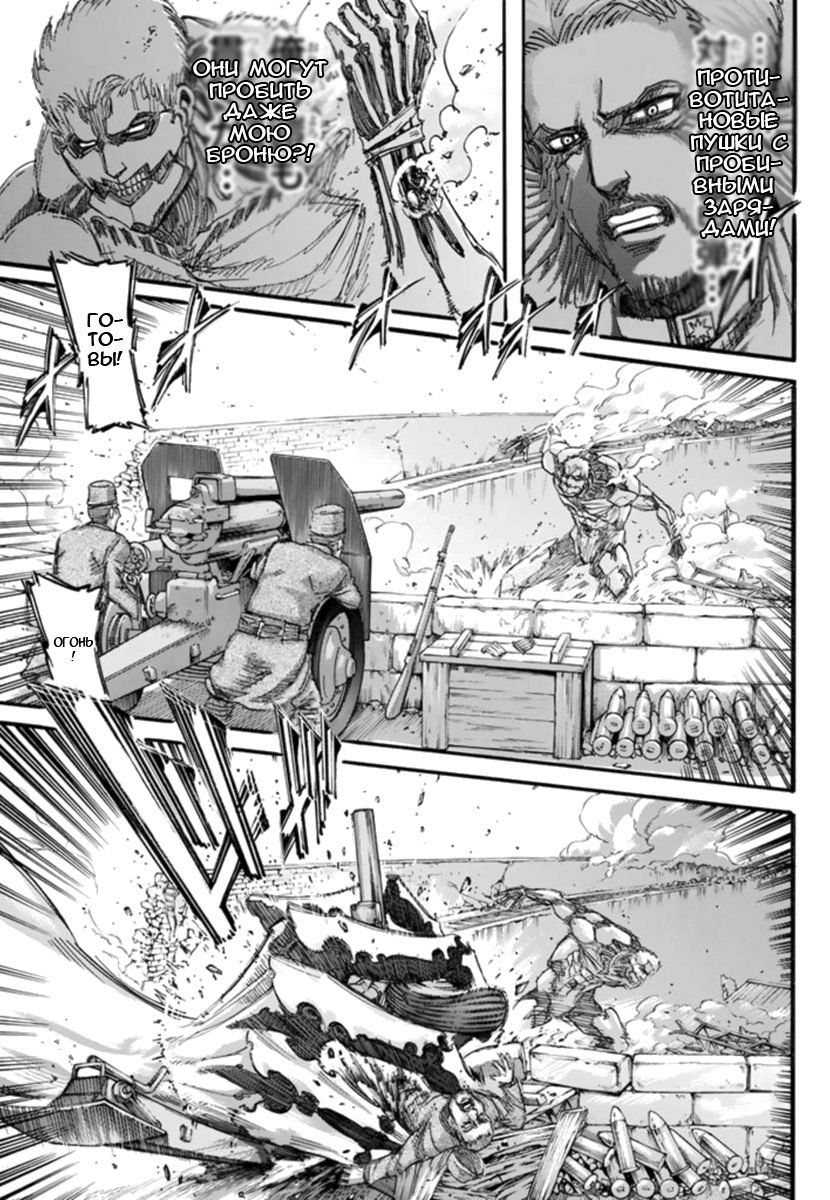 ПРОТИ-
ВОТИТА-
НОВЫЕ
ПУШКИ С
ПРОБИ-
ВНЫМИ
ЗАРЯ-
ДАМИ!
ОНИ МОГУТ
ПРОБИТЬ
ДАЖЕ
МОЮ
БРОНЮ?!
ГО-
ТО-
ВЫ!
ОГОНЬ
!